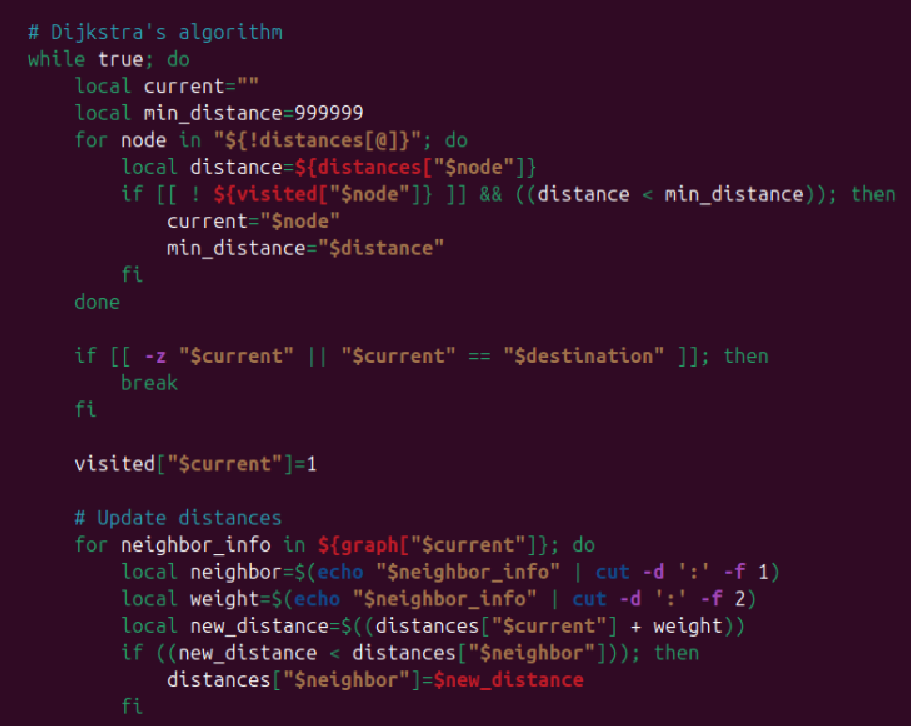 # Dijkstra's algorithm
while true; do
    local current=""
    local min_distance=999999
    for node in "${!distances[@]}"; do
        local distance=${distances["$node"]}
        if [[ ! ${visited["$node"]} ]] && ((distance < min_distance)); then
            current="$node"
            min_distance="$distance"
        fi
    done

    if [[ -z "$current" || "$current" == "$destination" ]]; then
        break
    fi

    visited["$current"]=1

    # Update distances
    for neighbor_info in ${graph["$current"]}; do
        local neighbor=$(echo "$neighbor_info" | cut -d ':' -f 1)
        local weight=$(echo "$neighbor_info" | cut -d ':' -f 2)
        local new_distance=$((distances["$current"] + weight))
        if ((new_distance < distances["$neighbor"])); then
            distances["$neighbor"]=$new_distance
        fi